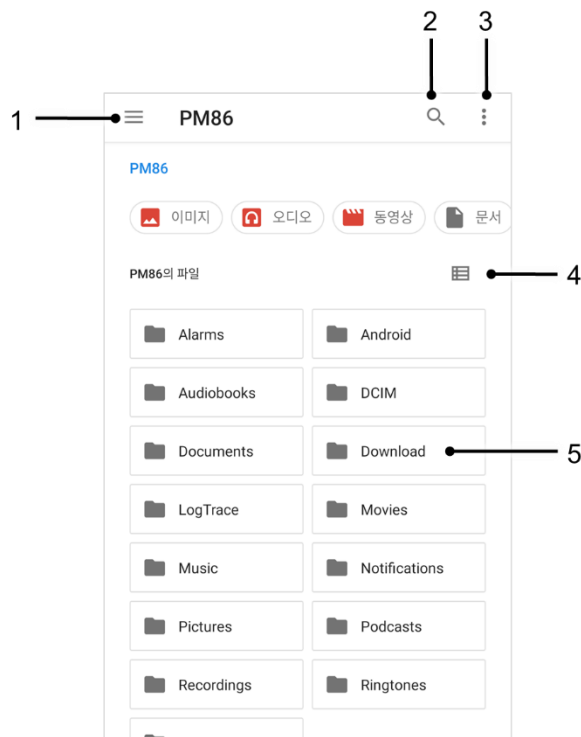 2 3
1 PM86
PM86
이미지 오디오 동영상 문서
PM86의 파일 4
Alarms Android
Audiobooks DCIM
Documents Download 5
LogTrace Movies
Music Notifications
Pictures Podcasts
Recordings Ringtones